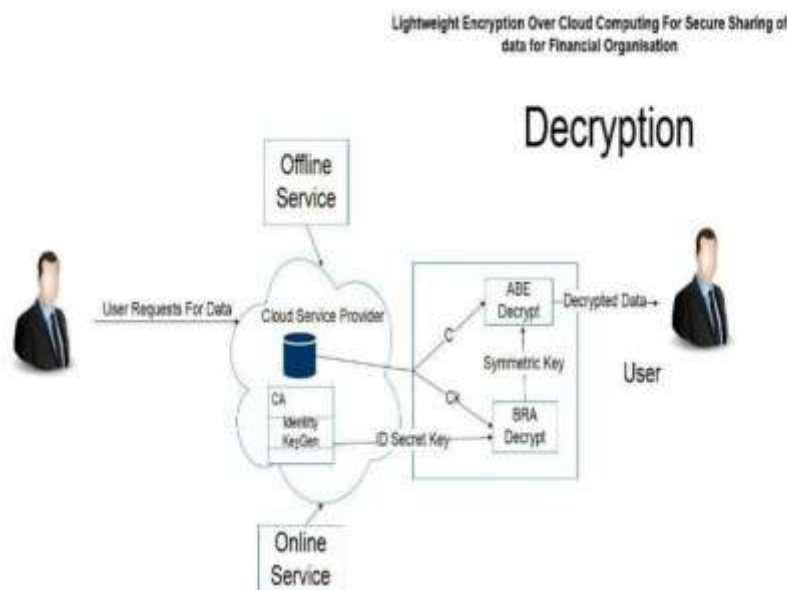 Lightweight Encryption Over Cloud Computing For Secure Sharing of
data for Financial Organisation
Decryption
Offline
Service
User Requests For Data
Cloud Service Provider
CA
Identity
KeyGen
ID Secret Key
C
Ck
ABE
Decrypt
Decrypted Data
Symmetric Key
BRA
Decrypt
User
Online
Service